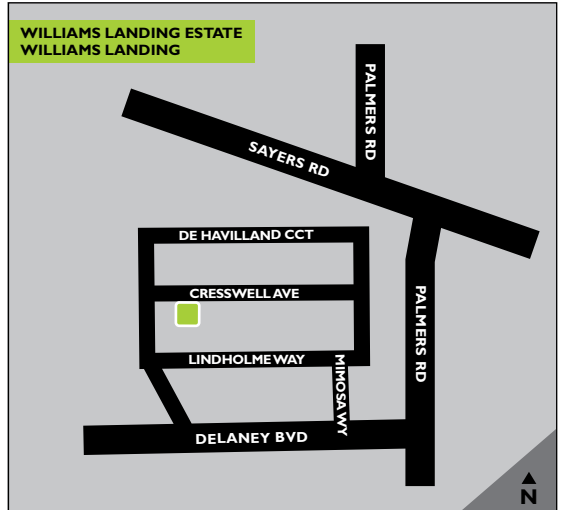 WILLIAMS LANDING ESTATE
WILLIAMS LANDING
PALMERS RD
SAYERS RD
DE HAVILLAND CCT
CRESSWELL AVE
PALMERS RD
LINDHOLME WAY
MIMOSA WY
DELANEY BVD
N